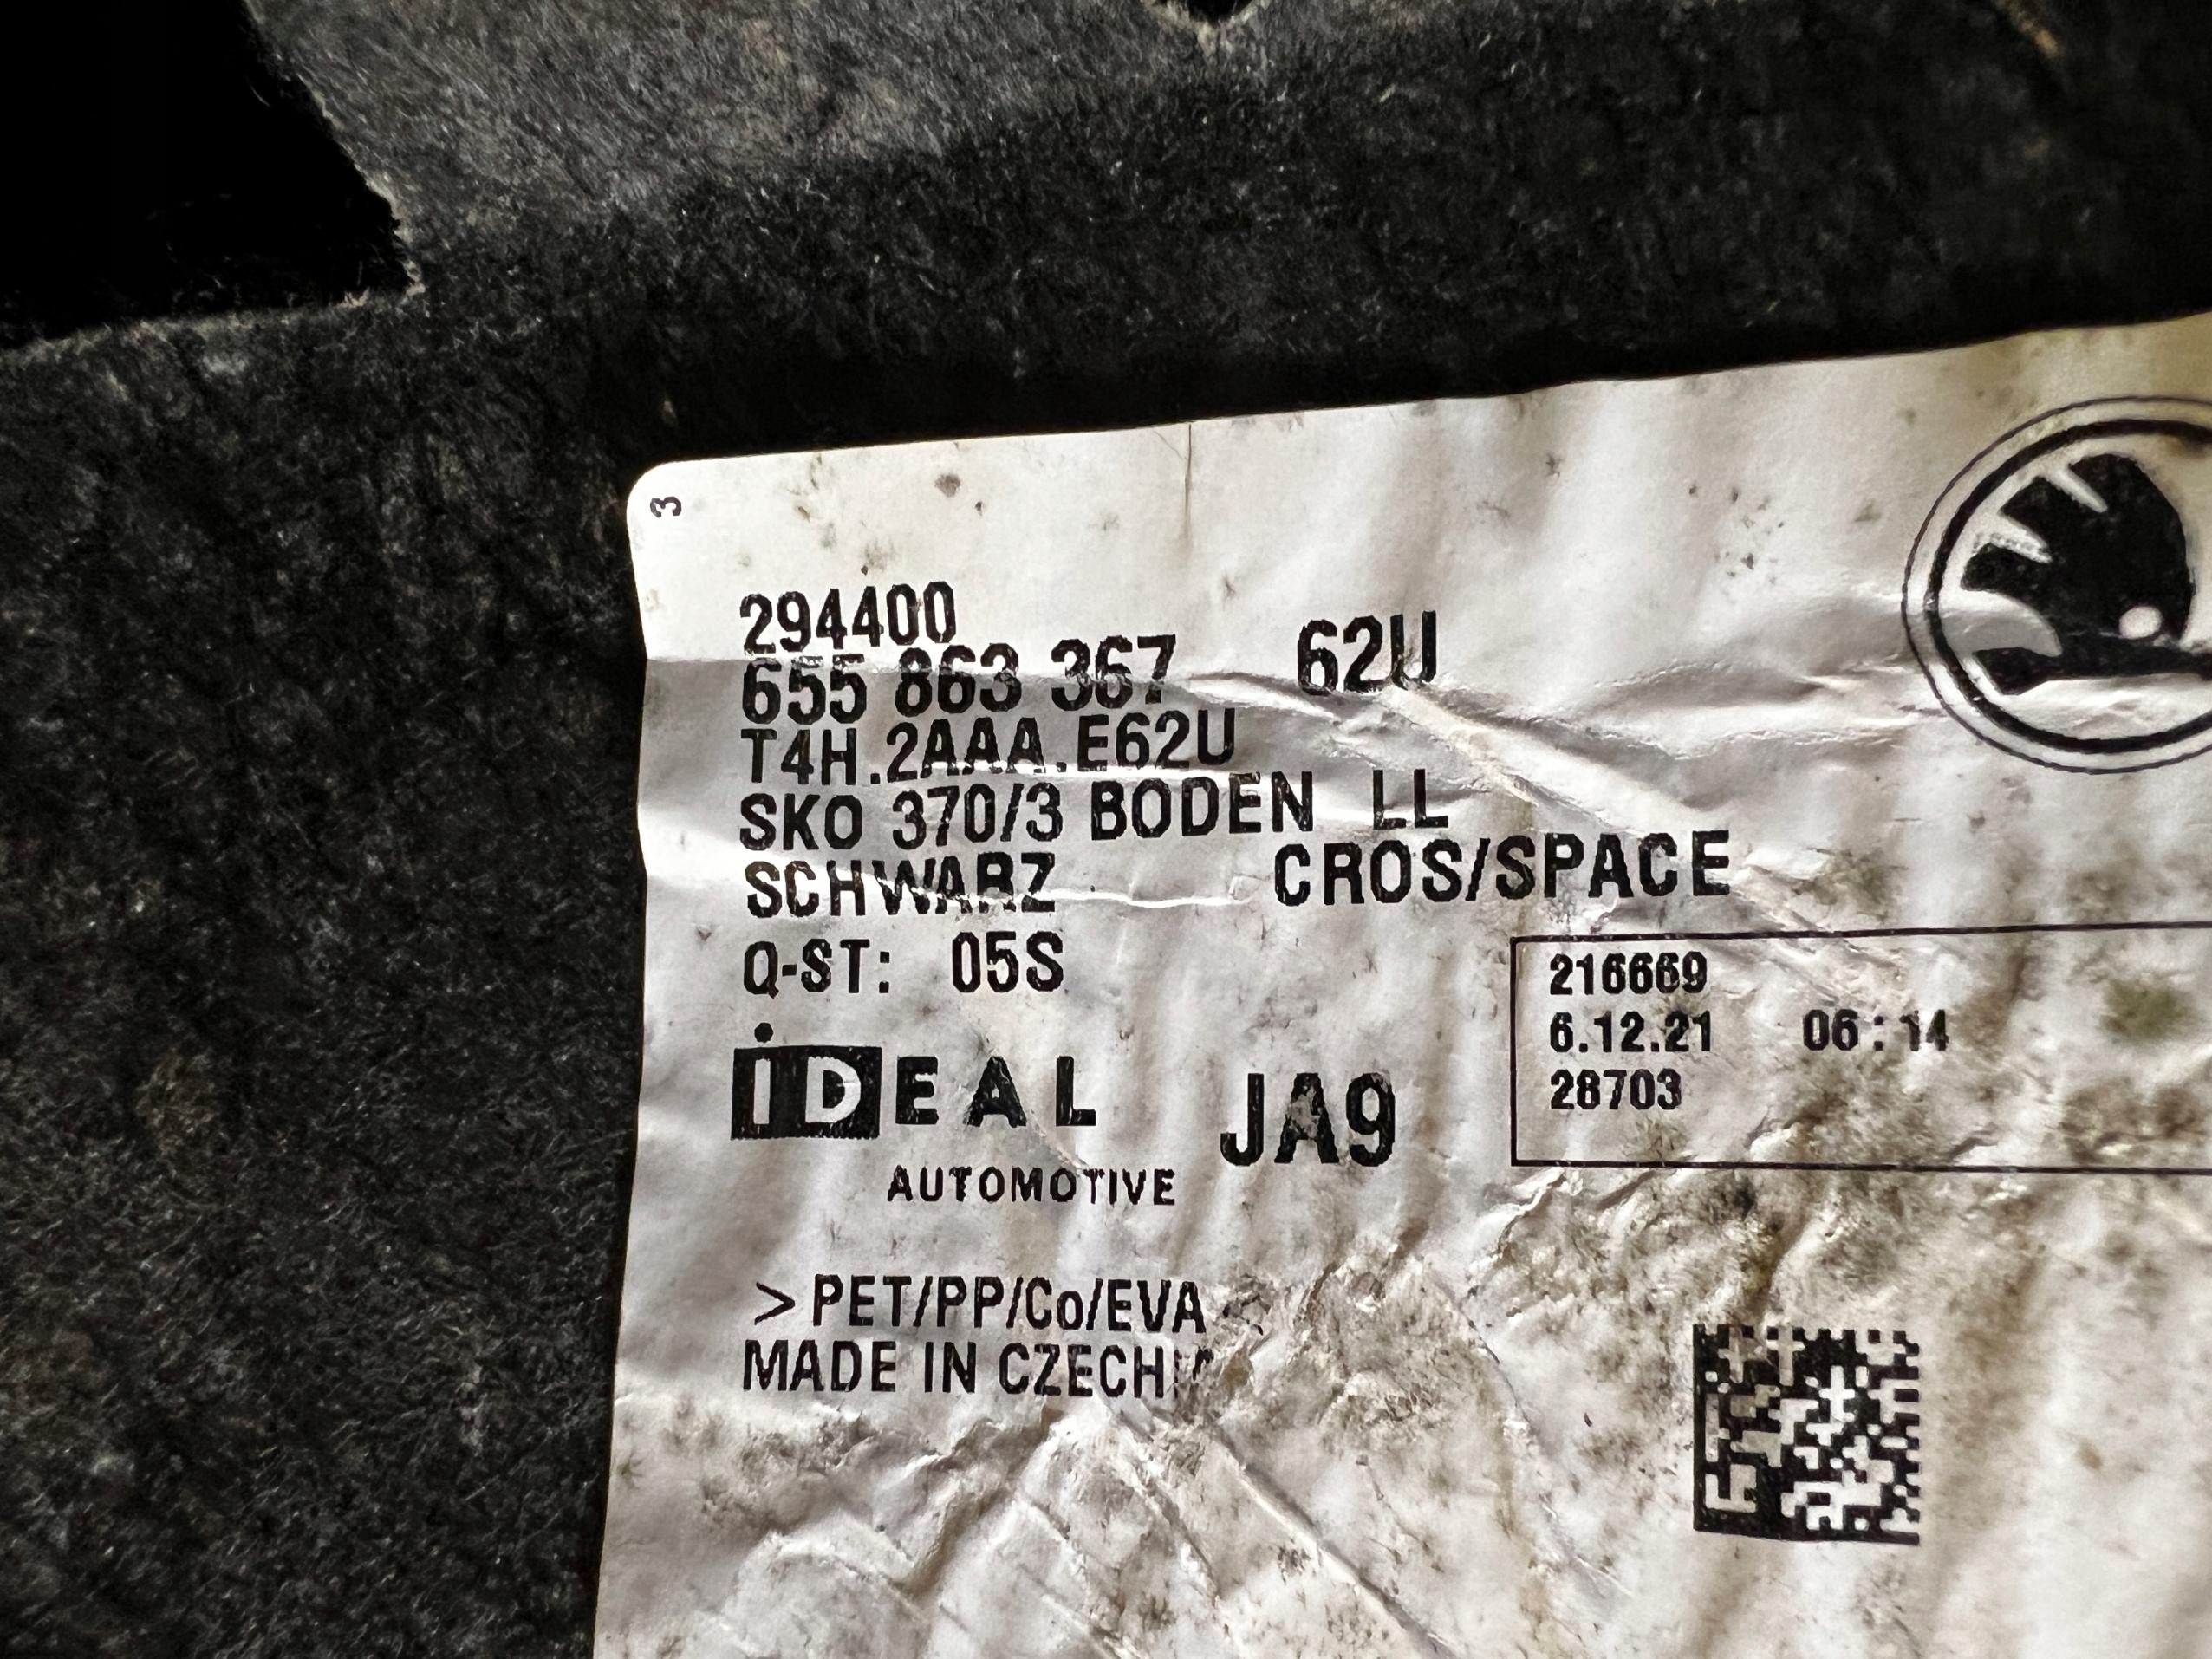 3
294400
655 863 367 62U
T4H.2AAA.E62U
SKO 370/3 BODEN LL
SCHWARZ CROS/SPACE
Q-ST: 05S
216669
6.12.21 06:14
28703
iDEAL JA9
AUTOMOTIVE
> PET/PP/Co/EVA
MADE IN CZECHIA